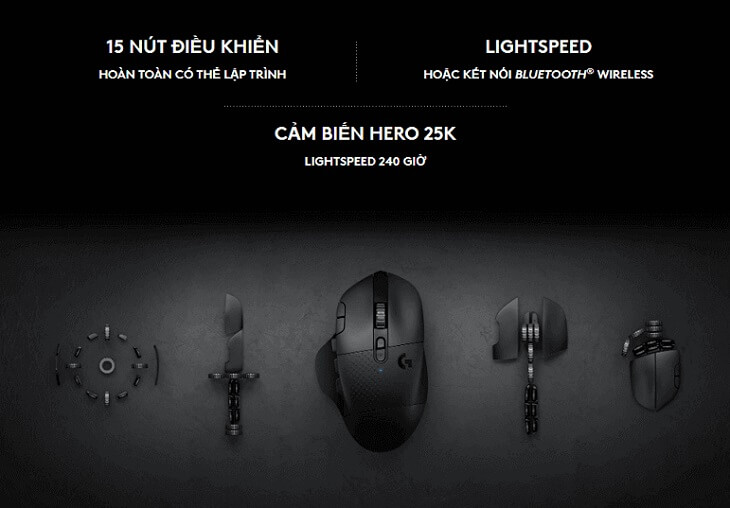 15 NÚT ĐIỀU KHIỂN
HOÀN TOÀN CÓ THỂ LẬP TRÌNH
LIGHTSPEED
HOẶC KẾT NỐI BLUETOOTH® WIRELESS
CẢM BIẾN HERO 25K
LIGHTSPEED 240 GIỜ